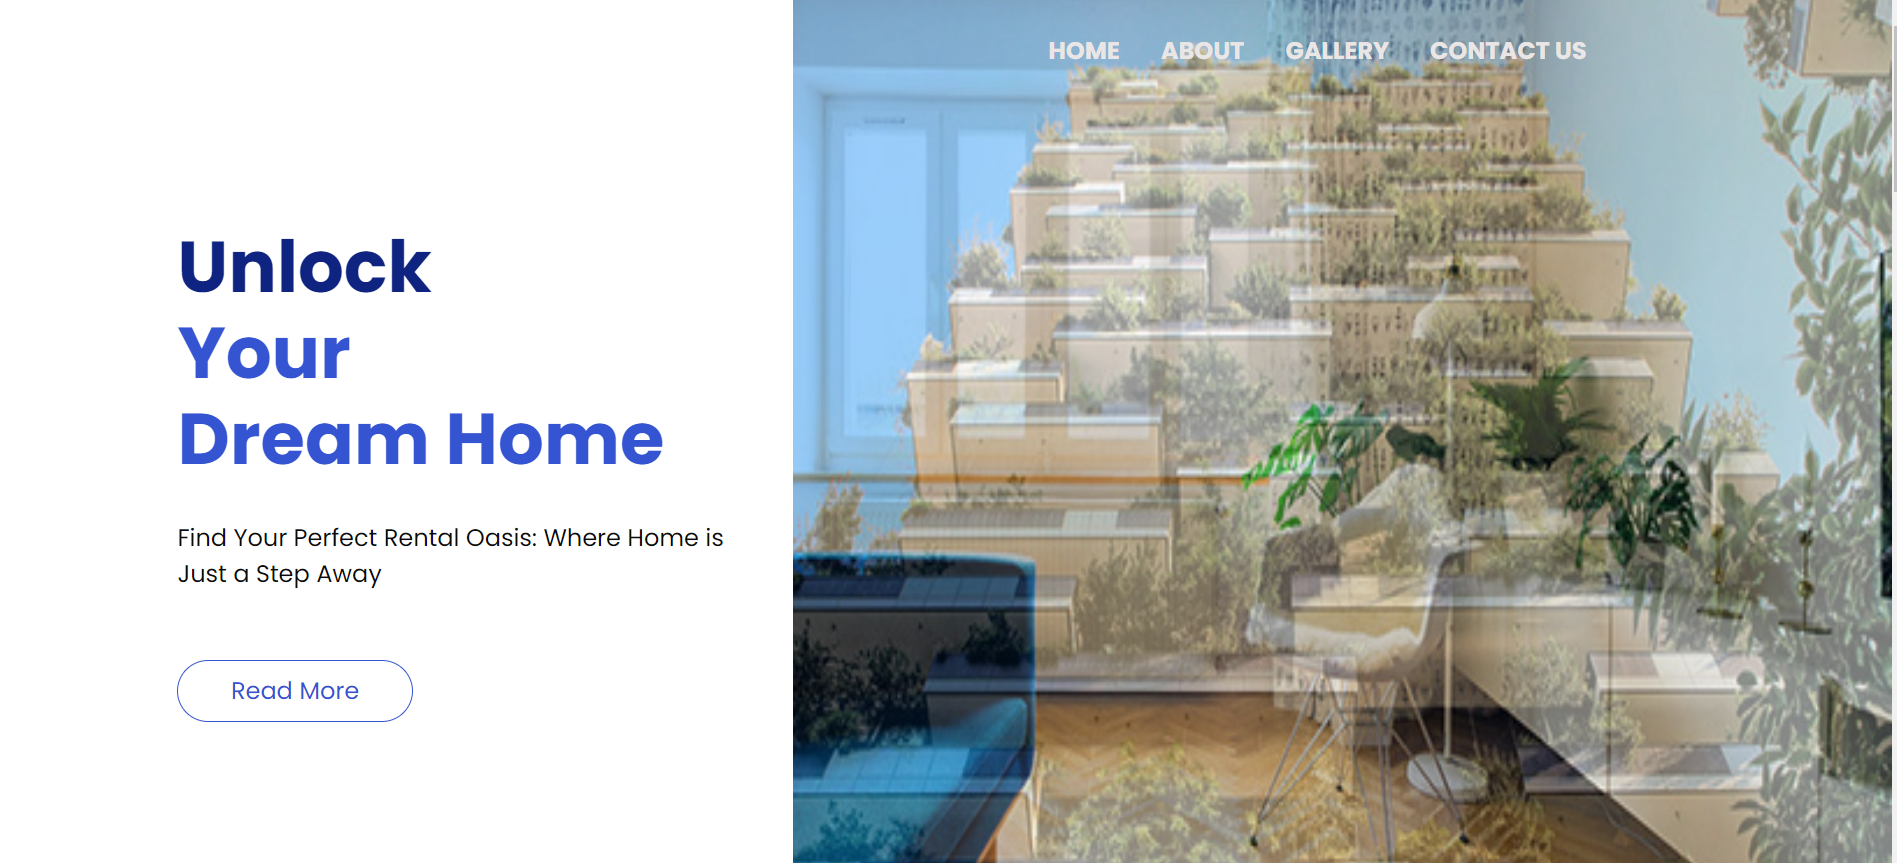 HOME ABOUT GALLERY CONTACT US
Unlock
Your
Dream Home
Find Your Perfect Rental Oasis: Where Home is
Just a Step Away
Read More